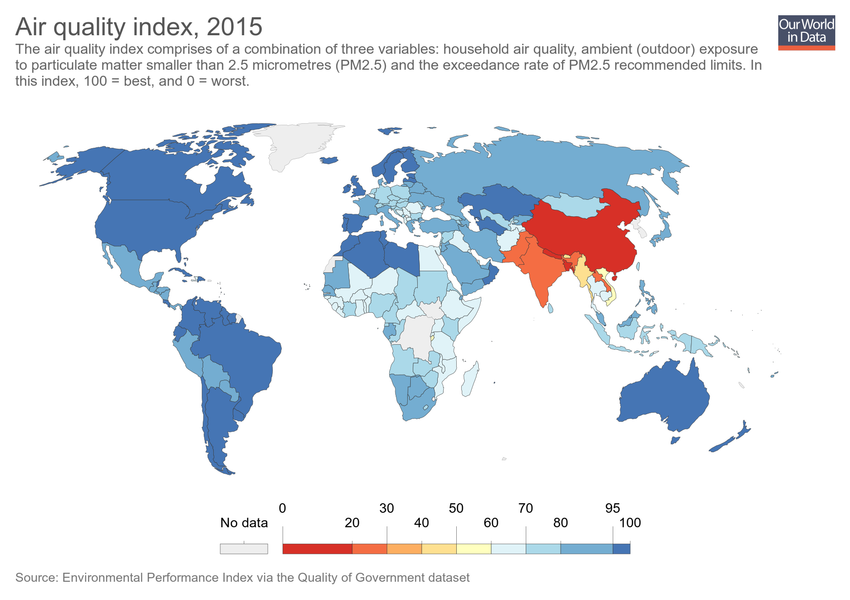 Air quality index, 2015
Our World
in Data
The air quality index comprises of a combination of three variables: household air quality, ambient (outdoor) exposure
to particulate matter smaller than 2.5 micrometres (PM2.5) and the exceedance rate of PM2.5 recommended limits. In
this index, 100 = best, and 0 = worst.
0 30 50 70 95
No data 20 40 60 80 100
Source: Environmental Performance Index via the Quality of Government dataset